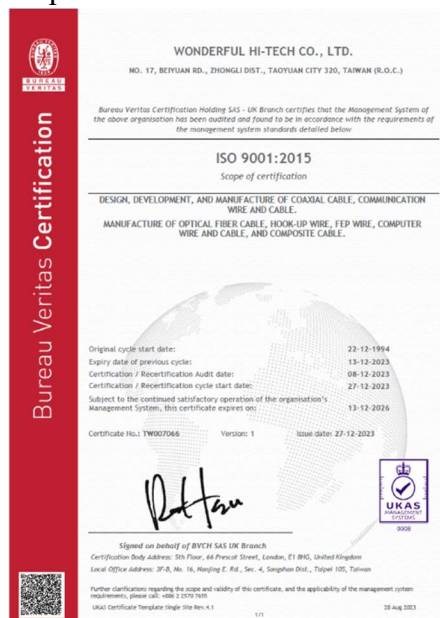 WONDERFUL HI-TECH CO., LTD.
NO. 17, BEIYUAN RD., ZHONGLI DIST., TAOYUAN CITY 320, TAIWAN (R.O.C.)
BUREAU
VERITAS
Bureau Veritas Certification
Bureau Veritas Certification Holding SAS – UK Branch certifies that the Management System of
the above organisation has been audited and found to be in accordance with the requirements of
the management system standards detailed below
ISO 9001:2015
Scope of certification
DESIGN, DEVELOPMENT, AND MANUFACTURE OF COAXIAL CABLE, COMMUNICATION
WIRE AND CABLE.
MANUFACTURE OF OPTICAL FIBER CABLE, HOOK-UP WIRE, FEP WIRE, COMPUTER
WIRE AND CABLE, AND COMPOSITE CABLE.
Original cycle start date: 22-12-1994
Expiry date of previous cycle: 13-12-2023
Certification / Recertification Audit date: 08-12-2023
Certification / Recertification cycle start date: 27-12-2023
Subject to the continued satisfactory operation of the organisation's
Management System, this certificate expires on: 13-12-2026
Certificate No.: TW007066 Version: 1 Issue date: 27-12-2023
UKAS
MANAGEMENT
SYSTEMS
0008
Signed on behalf of BVCH SAS UK Branch
Certification Body Address: 5th Floor, 66 Prescot Street, London, E1 8HG, United Kingdom
Local Office Address: 3F-B, No. 16, Nanjing E. Rd., Sec. 4, Songshan Dist., Taipei 105, Taiwan
Further clarifications regarding the scope and validity of this certificate, and the applicability of the management system
requirements, please call: +886 2 2570 7655
UKAS Certificate Template Single Site Rev.4.1 28 Aug 2023
1/1